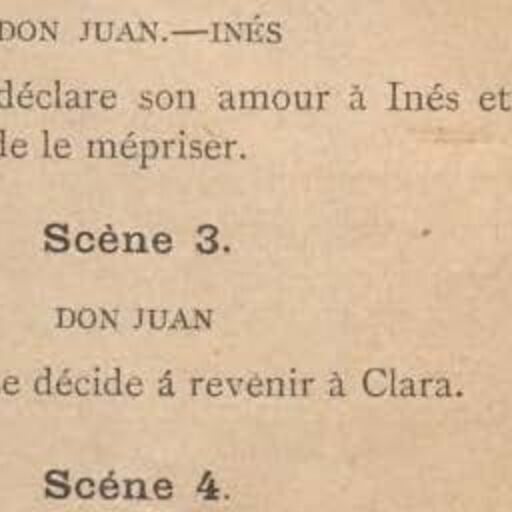 DON JUAN.—INÉS
déclare son amour à Inés et
de le mépriser.
Scène 3.
DON JUAN
se décide á revenir à Clara.
Scéne 4.